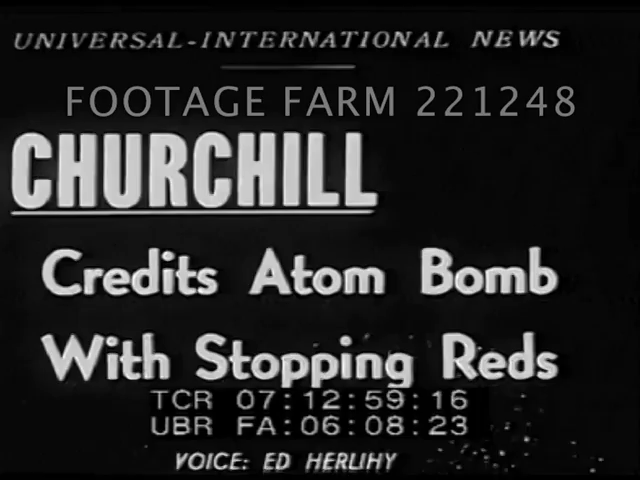 UNIVERSAL-INTERNATIONAL NEWS
FOOTAGE FARM 221248
CHURCHILL
Credits Atom Bomb
With Stopping Reds
TCR 07:12:59:16
UBR FA:06:08:23
VOICE: ED HERLIHY